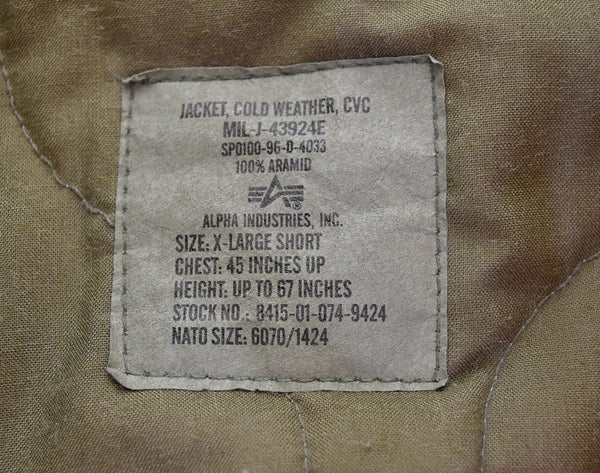 JACKET, COLD WEATHER, CVC
MIL-J-43924E
SPO100-96-D-4033
100% ARAMID
®
ALPHA INDUSTRIES, INC.
SIZE: X-LARGE SHORT
CHEST: 45 INCHES UP
HEIGHT: UP TO 67 INCHES
STOCK NO.: 8415-01-074-9424
NATO SIZE: 6070/1424